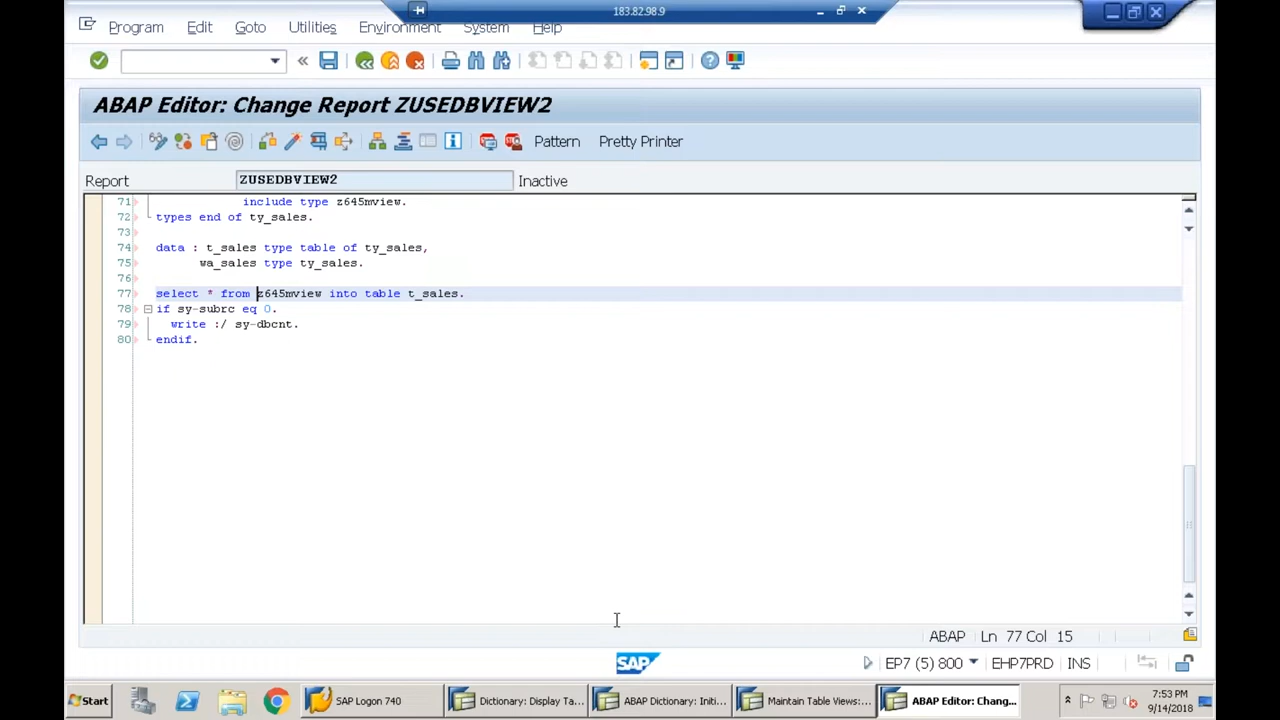 183.82.98.9
Program Edit Goto Utilities Environment System Help
ABAP Editor: Change Report ZUSEDBVIEW2
Pattern Pretty Printer
Report ZUSEDBVIEW2 Inactive
71 include type z645mview.
72 types end of ty_sales.
73
74 data : t_sales type table of ty_sales,
75 wa_sales type ty_sales.
76
77 select * from z645mview into table t_sales.
78 if sy-subrc eq 0.
79 write :/ sy-dbcnt.
80 endif.
ABAP Ln 77 Col 15
SAP EP7 (5) 800 EHP7PRD INS
Start SAP Logon 740 Dictionary: Display Ta... ABAP Dictionary: Initi... Maintain Table Views:... ABAP Editor: Chang... 7:53 PM
9/14/2018